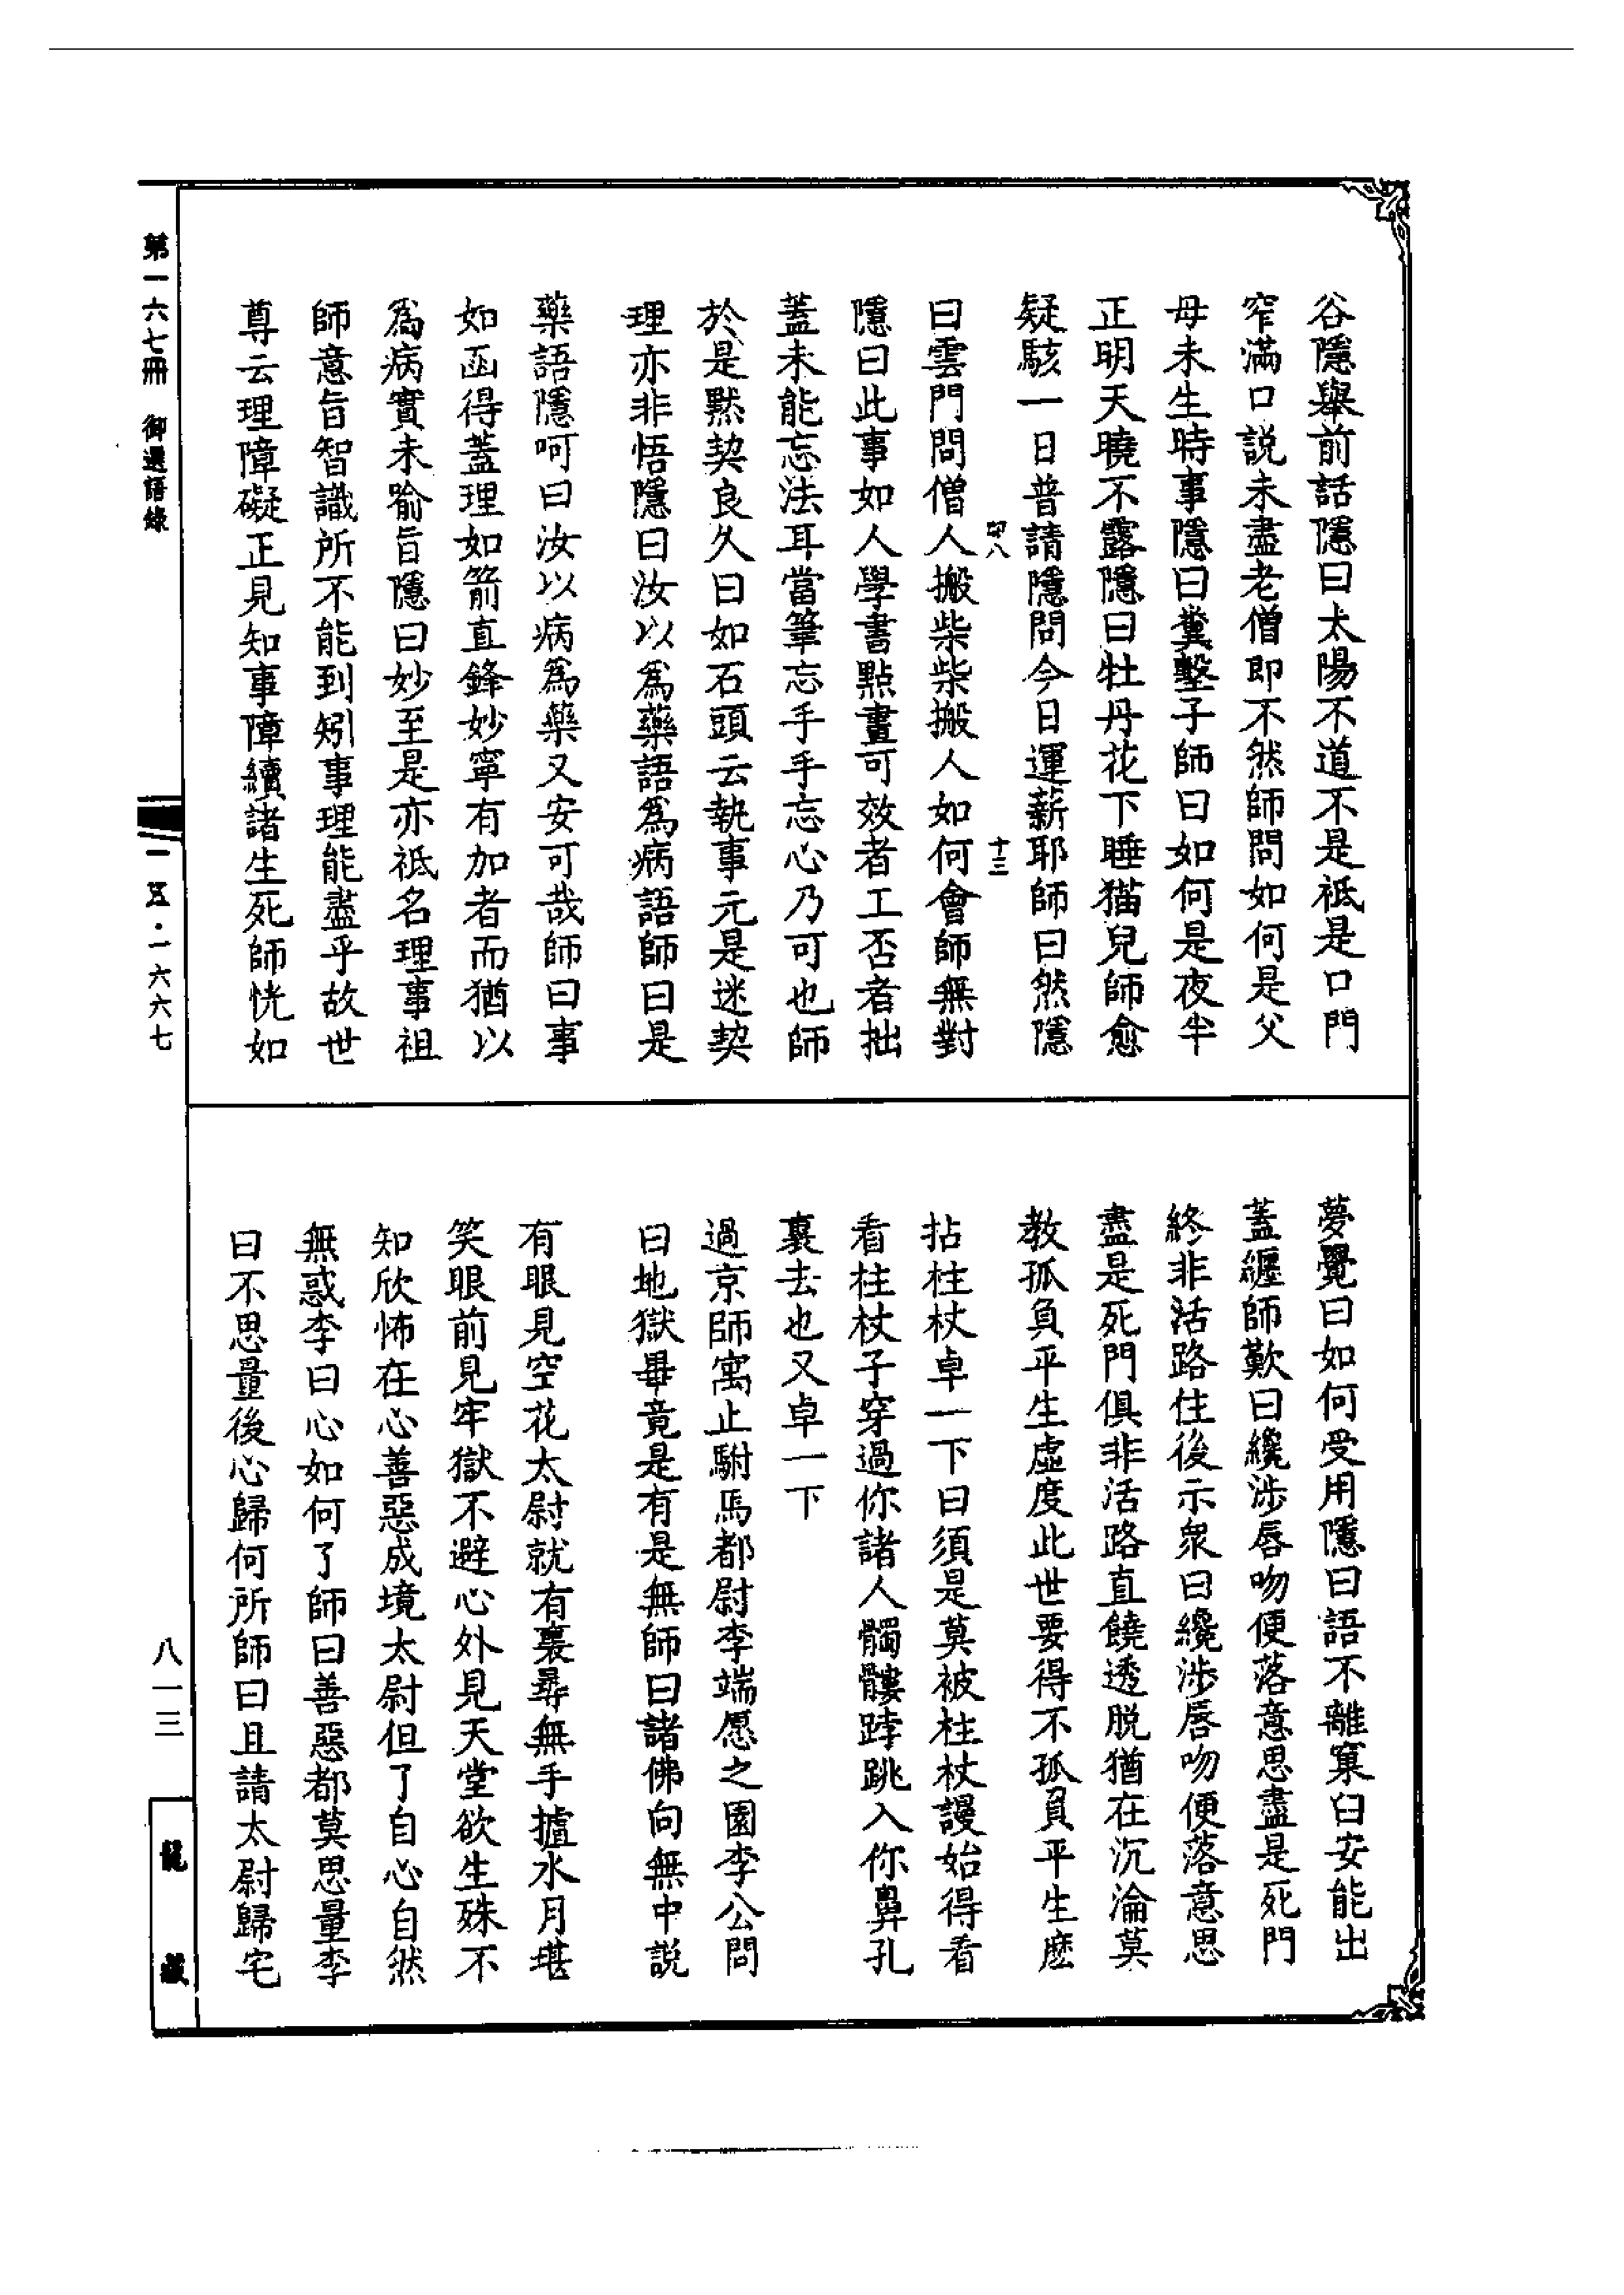 谷隱舉前話隱曰太陽不道不是祇是口門
窄滿口說未盡老僧即不然師問如何是父
母未生時事隱曰糞墼子師曰如何是夜半
正明天曉不露隱曰牡丹花下睡猫兒師愈
疑駭一日普請隱問今日運薪耶師曰然隱
十三
曰雲門問僧人搬柴柴搬人如何會師無對
隱曰此事如人學書點畫可效者工否者拙
蓋未能忘法耳當筆忘手手忘心乃可也師
於是默契良久曰如石頭云執事元是迷契
理亦非悟隱曰汝以為藥語為病語師曰是
藥語隱呵曰汝以病為藥又安可哉師曰事
如函得蓋理如箭直鋒妙寧有加者而猶以
為病實未喻旨隱曰妙至是亦祇名理事祖
師意旨智識所不能到矧事理能盡乎故世
尊云理障礙正見知事障續諸生死師恍如
夢覺曰如何受用隱曰語不離窠臼安能出
蓋纏師歎曰纔涉唇吻便落意思盡是死門
終非活路住後示衆曰纔涉唇吻便落意思
盡是死門俱非活路直饒透脫猶在沉淪莫
教孤負平生虛度此世要得不孤負平生麽
拈柱杖卓一下曰須是莫被柱杖謾始得看
看柱杖子穿過你諸人髑髏𨁝跳入你鼻孔
裏去也又卓一下
過京師寓止駙馬都尉李端愿之園李公問
曰地獄畢竟是有是無師曰諸佛向無中說
有眼見空花太尉就有裏尋無手攎水月堪
笑眼前見牢獄不避心外見天堂欲生殊不
知欣怖在心善惡成境太尉但了自心自然
無惑李曰心如何了師曰善惡都莫思量李
曰不思量後心歸何所師曰且請太尉歸宅
第一六七冊 御選語錄
一五·一六六七
八一三
龍藏